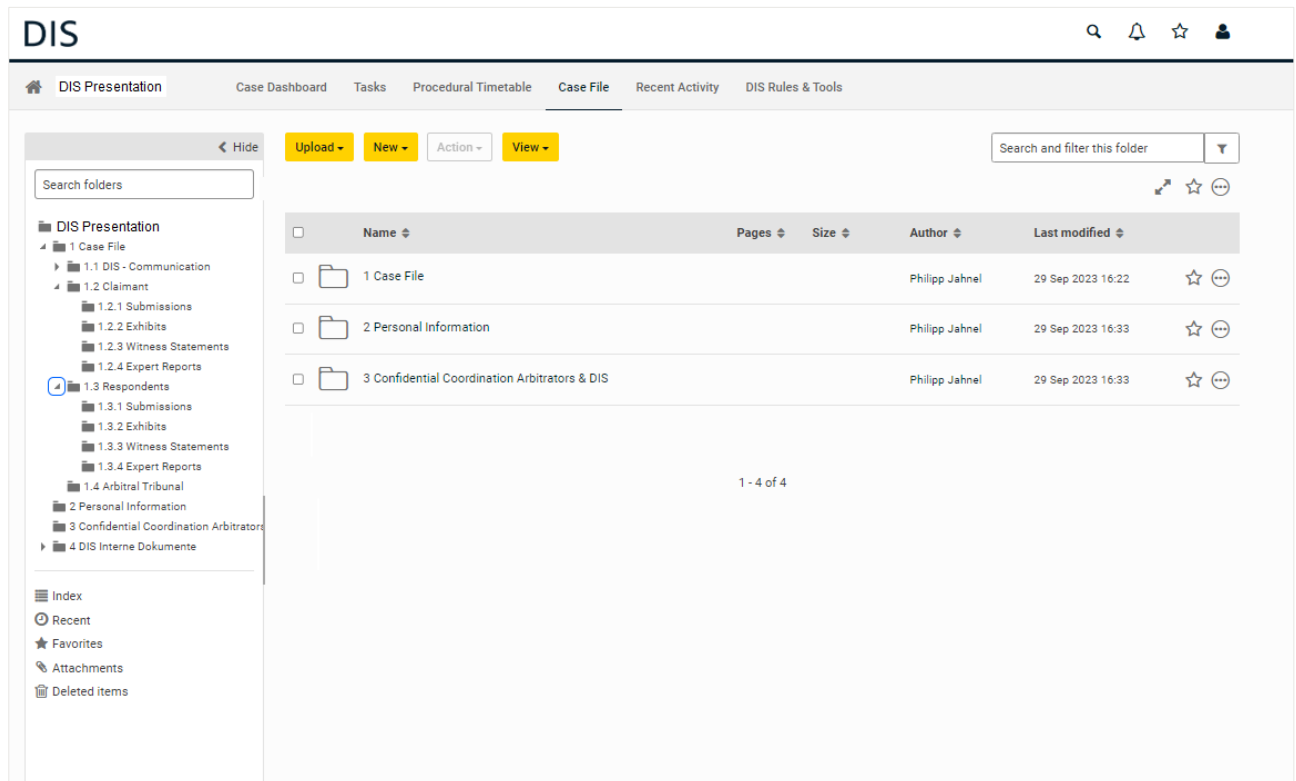 DIS
DIS Presentation Case Dashboard Tasks Procedural Timetable Case File Recent Activity DIS Rules & Tools
Hide
Search folders
DIS Presentation
1 Case File
1.1 DIS - Communication
1.2 Claimant
1.2.1 Submissions
1.2.2 Exhibits
1.2.3 Witness Statements
1.2.4 Expert Reports
1.3 Respondents
1.3.1 Submissions
1.3.2 Exhibits
1.3.3 Witness Statements
1.3.4 Expert Reports
1.4 Arbitral Tribunal
2 Personal Information
3 Confidential Coordination Arbitrators
4 DIS Interne Dokumente
Index
Recent
Favorites
Attachments
Deleted items
Upload New Action View
Search and filter this folder
Name Pages Size Author Last modified
1 Case File Philipp Jahnel 29 Sep 2023 16:22
2 Personal Information Philipp Jahnel 29 Sep 2023 16:33
3 Confidential Coordination Arbitrators & DIS Philipp Jahnel 29 Sep 2023 16:33
1 - 4 of 4